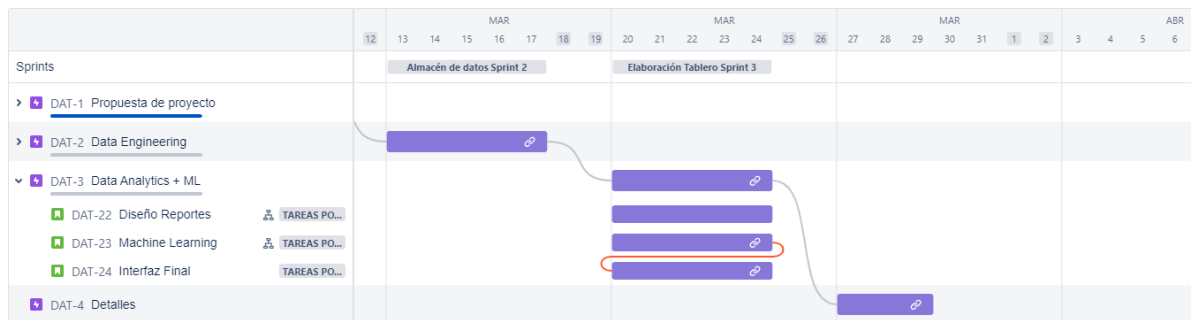 MAR MAR MAR ABR
12 13 14 15 16 17 18 19 20 21 22 23 24 25 26 27 28 29 30 31 1 2 3 4 5 6
Sprints Almacén de datos Sprint 2 Elaboración Tablero Sprint 3
DAT-1 Propuesta de proyecto
DAT-2 Data Engineering
DAT-3 Data Analytics + ML
DAT-22 Diseño Reportes TAREAS PO...
DAT-23 Machine Learning TAREAS PO...
DAT-24 Interfaz Final TAREAS PO...
DAT-4 Detalles